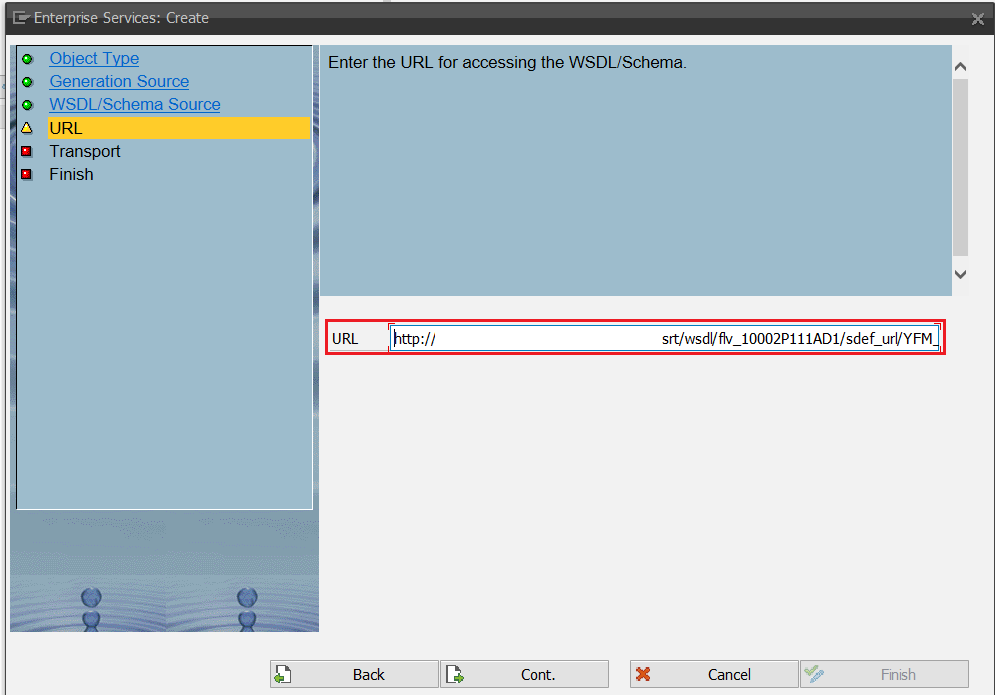 Enterprise Services: Create
Object Type
Generation Source
WSDL/Schema Source
URL
Transport
Finish
Enter the URL for accessing the WSDL/Schema.
URL http:// srt/wsdl/flv_10002P111AD1/sdef_url/YFM_
Back Cont. Cancel Finish